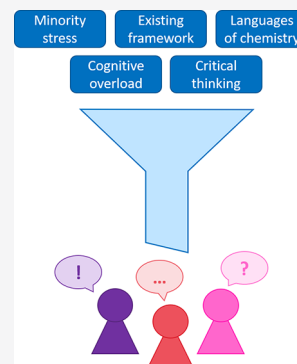 Minority
stress
Existing
framework
Languages
of chemistry
Cognitive
overload
Critical
thinking
!
...
?